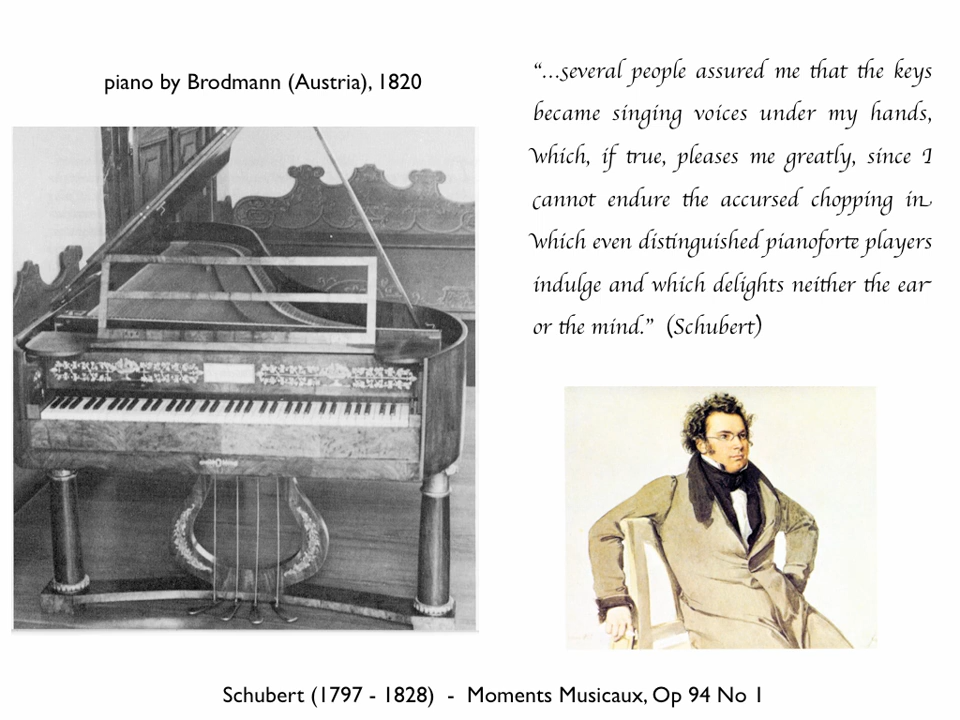 piano by Brodmann (Austria), 1820
“...several people assured me that the keys
became singing voices under my hands,
which, if true, pleases me greatly, since I
cannot endure the accursed chopping in
which even distinguished pianoforte players
indulge and which delights neither the ear
or the mind.” (Schubert)
Schubert (1797 - 1828) - Moments Musicaux, Op 94 No 1